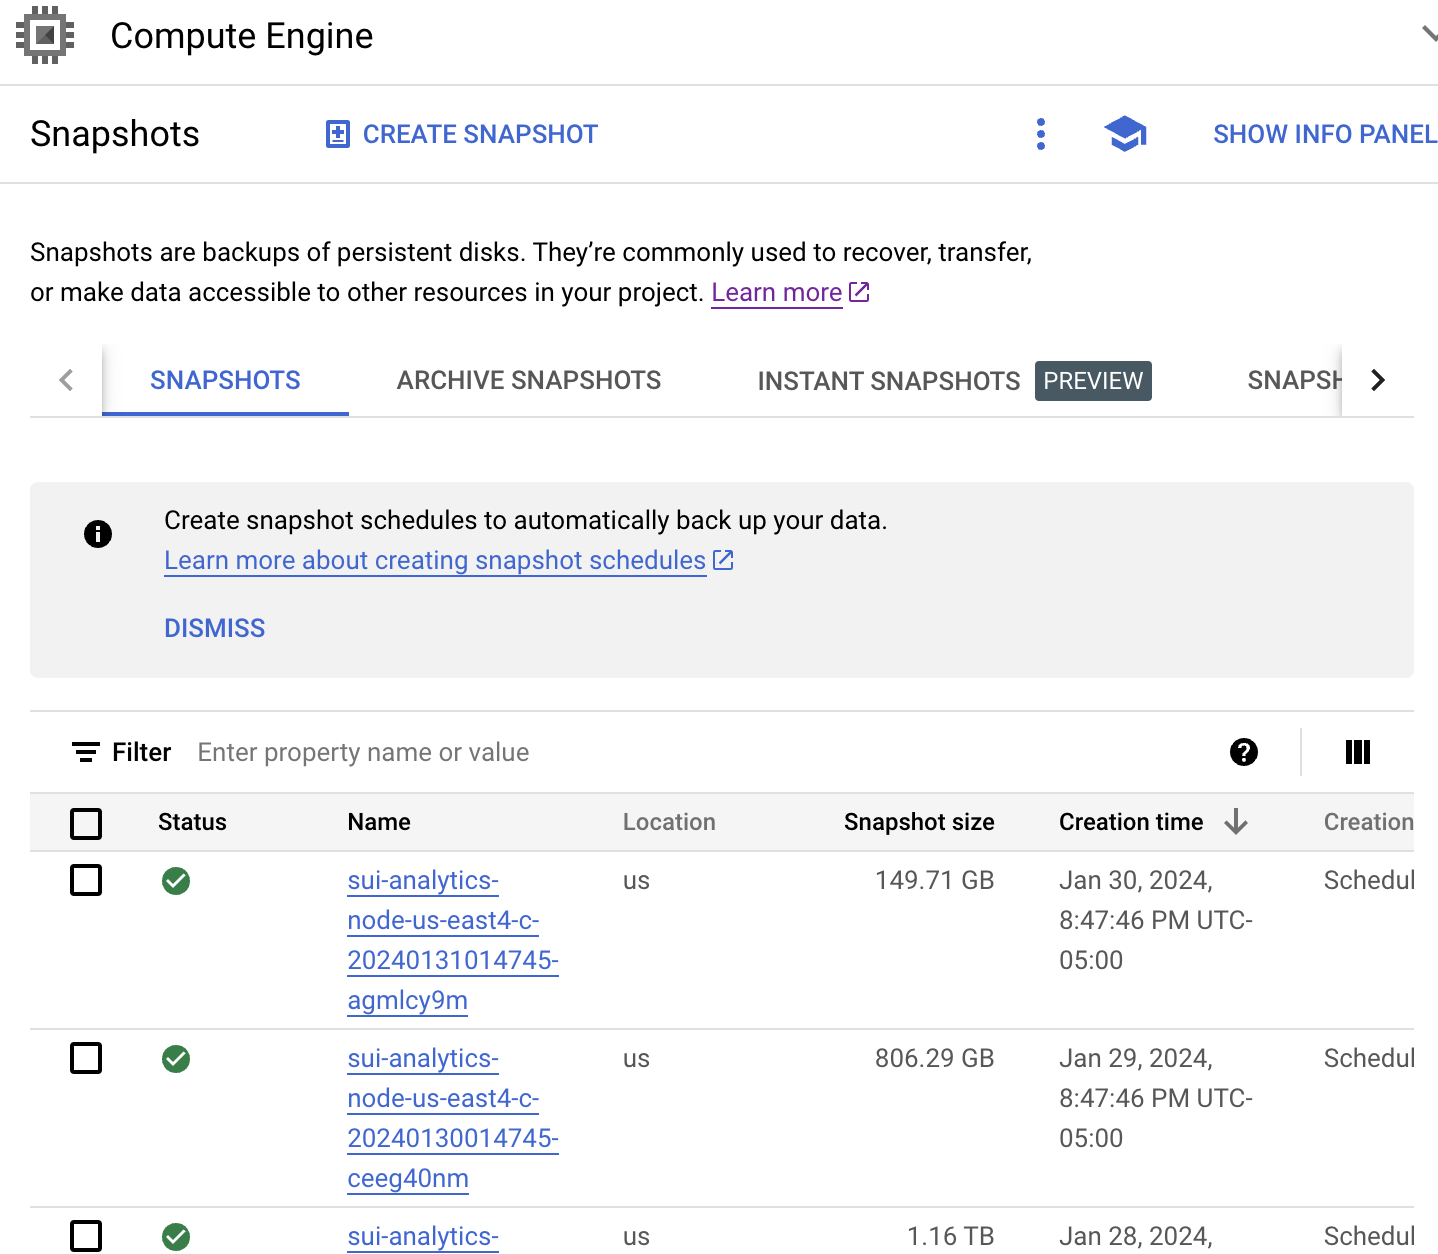 Compute Engine
Snapshots
CREATE SNAPSHOT
SHOW INFO PANEL
Snapshots are backups of persistent disks. They’re commonly used to recover, transfer,
or make data accessible to other resources in your project. Learn more
SNAPSHOTS
ARCHIVE SNAPSHOTS
INSTANT SNAPSHOTS PREVIEW
SNAPSH
Create snapshot schedules to automatically back up your data.
Learn more about creating snapshot schedules
DISMISS
Filter Enter property name or value
Status Name Location Snapshot size Creation time Creation
sui-analytics- us 149.71 GB Jan 30, 2024, Schedul
node-us-east4-c- 8:47:46 PM UTC-
20240131014745- 05:00
agmlcy9m
sui-analytics- us 806.29 GB Jan 29, 2024, Schedul
node-us-east4-c- 8:47:46 PM UTC-
20240130014745- 05:00
ceeg40nm
sui-analytics- us 1.16 TB Jan 28, 2024, Schedul